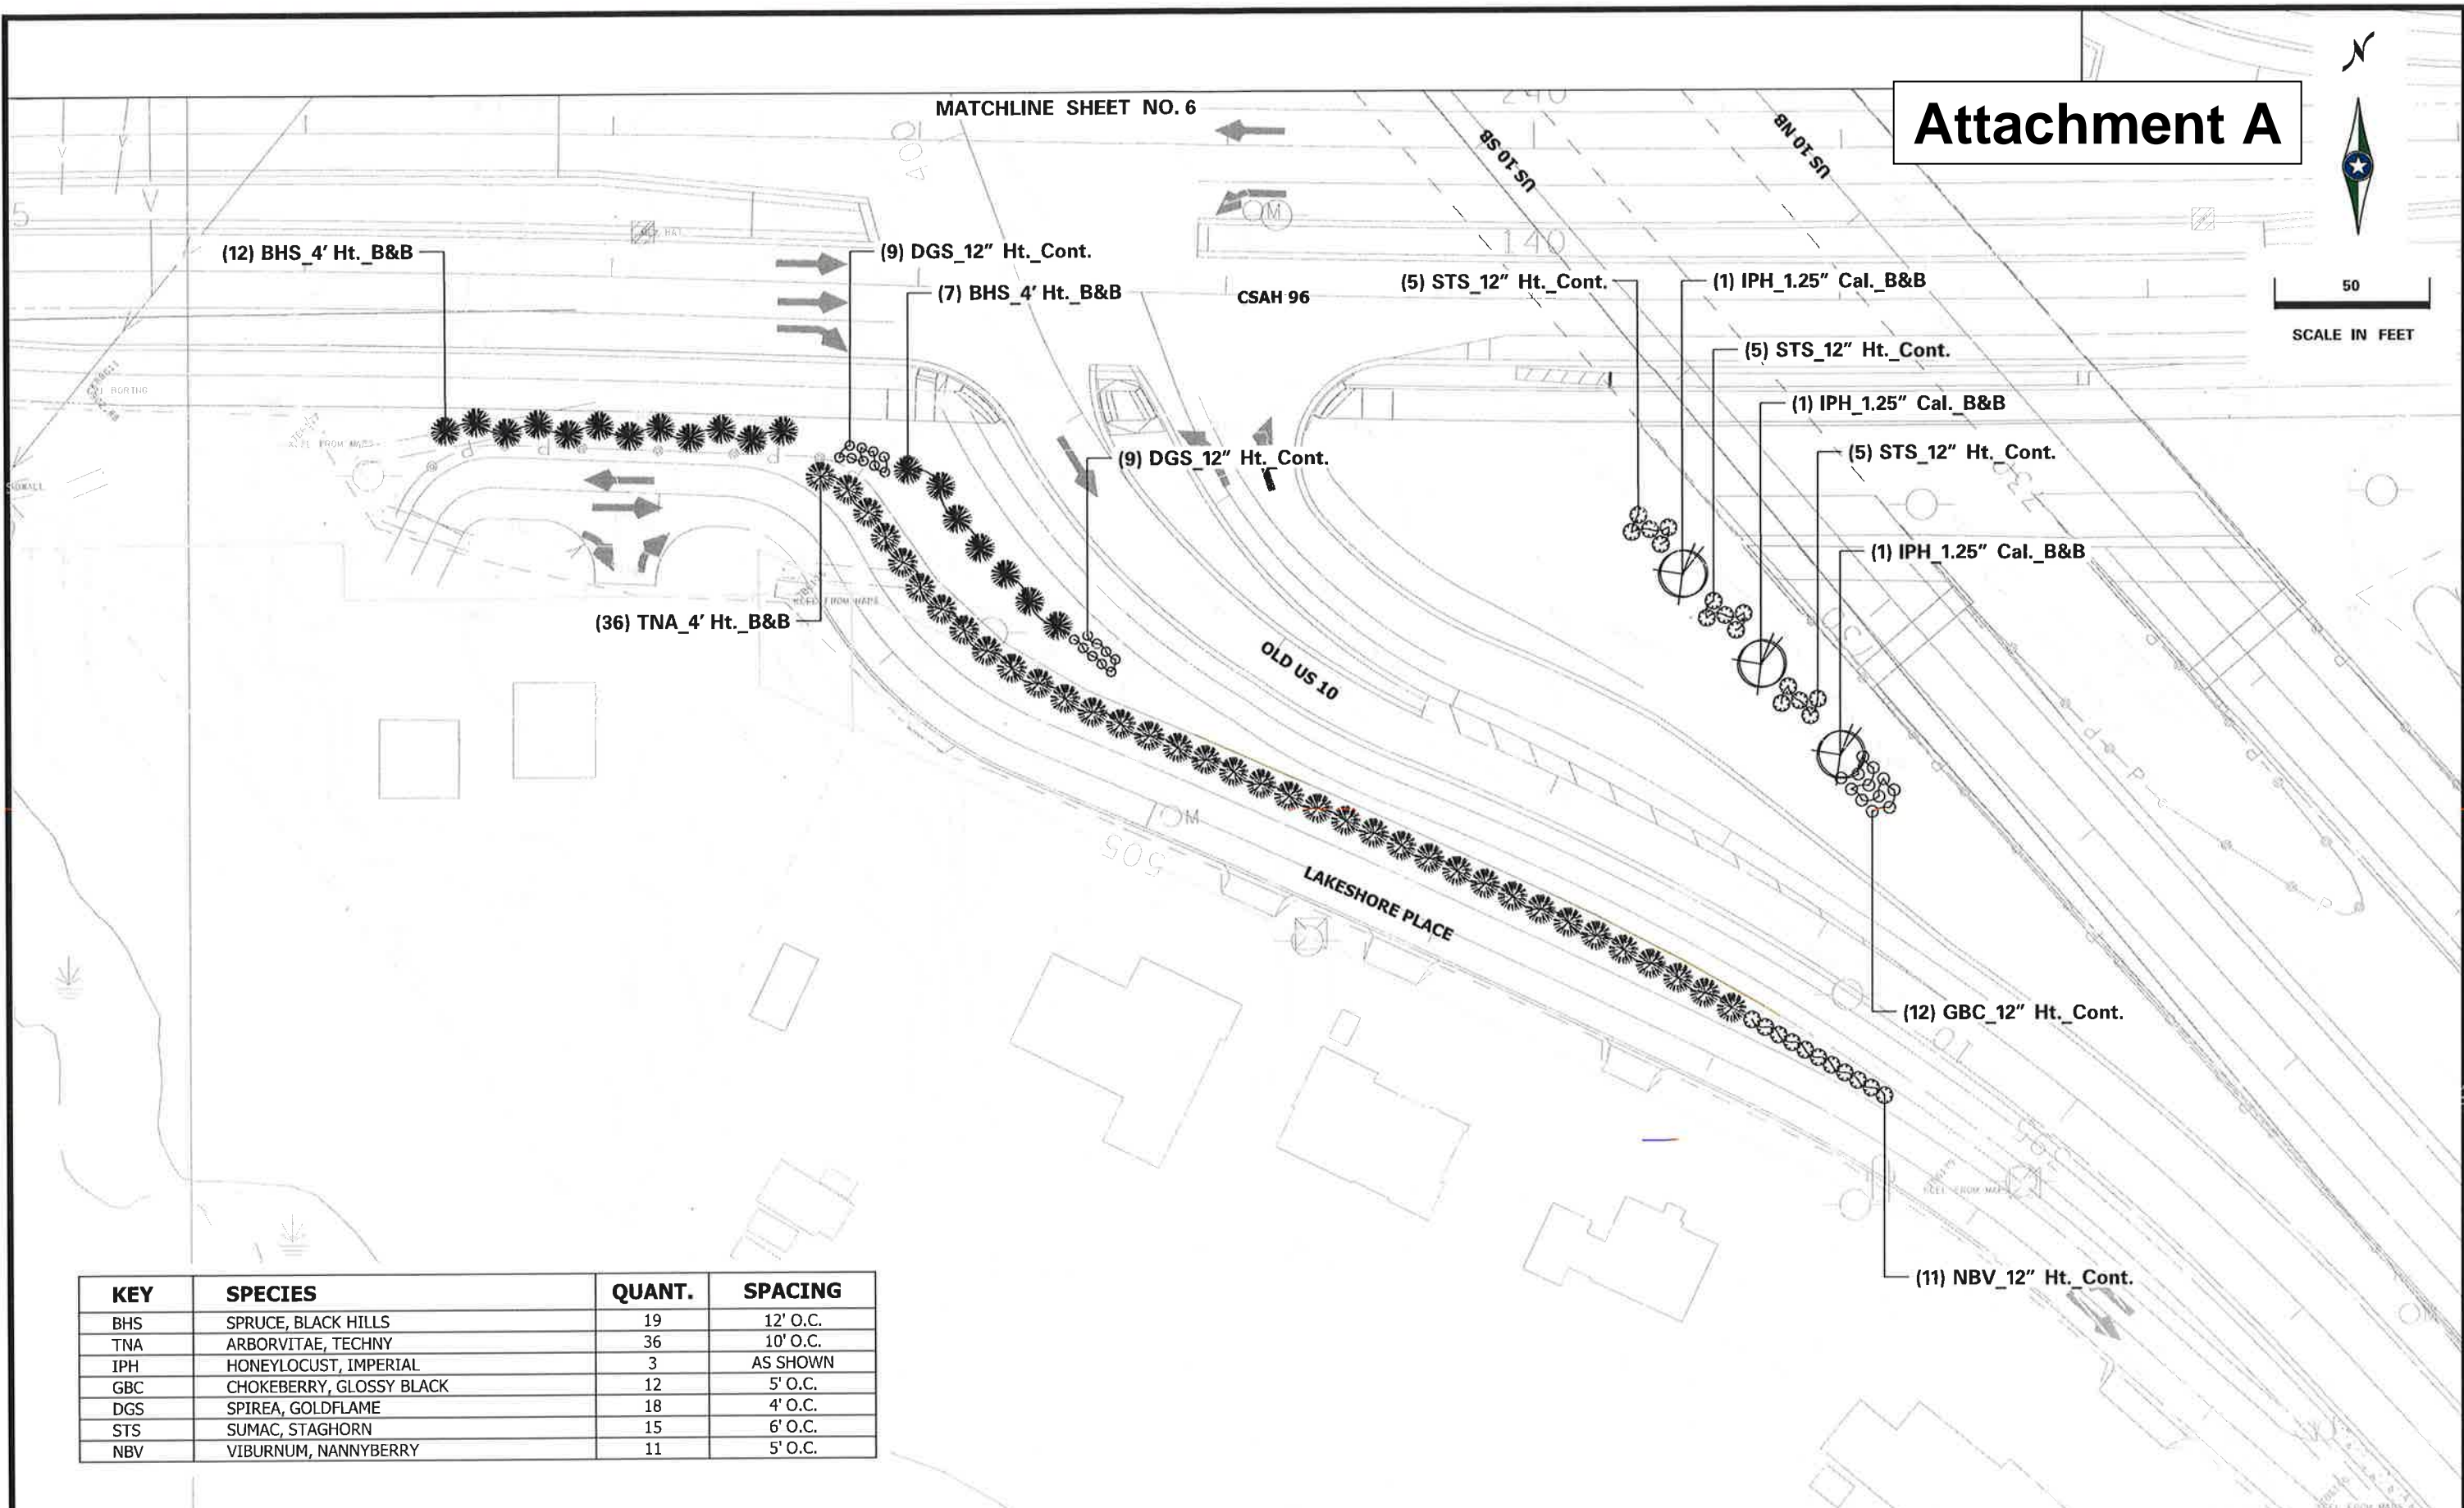 Attachment A
N
MATCHLINE SHEET NO. 6
US 10 SB
US 10 NB
140
(12) BHS_4' Ht._B&B
(9) DGS_12" Ht._Cont.
(7) BHS_4' Ht._B&B
CSAH 96
(5) STS_12" Ht._Cont.
(1) IPH_1.25" Cal._B&B
50
SCALE IN FEET
(5) STS_12" Ht._Cont.
(1) IPH_1.25" Cal._B&B
(9) DGS_12" Ht._Cont.
(5) STS_12" Ht._Cont.
(1) IPH_1.25" Cal._B&B
(36) TNA_4' Ht._B&B
OLD US 10
505
LAKESHORE PLACE
(12) GBC_12" Ht._Cont.
(11) NBV_12" Ht._Cont.
KEY SPECIES QUANT. SPACING
BHS SPRUCE, BLACK HILLS 19 12' O.C.
TNA ARBORVITAE, TECHNY 36 10' O.C.
IPH HONEYLOCUST, IMPERIAL 3 AS SHOWN
GBC CHOKEBERRY, GLOSSY BLACK 12 5' O.C.
DGS SPIREA, GOLDFLAME 18 4' O.C.
STS SUMAC, STAGHORN 15 6' O.C.
NBV VIBURNUM, NANNYBERRY 11 5' O.C.